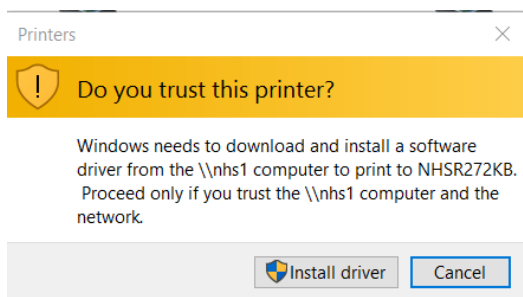 Printers
Do you trust this printer?
Windows needs to download and install a software
driver from the \\nhs1 computer to print to NHSR272KB.
Proceed only if you trust the \\nhs1 computer and the
network.
Install driver
Cancel